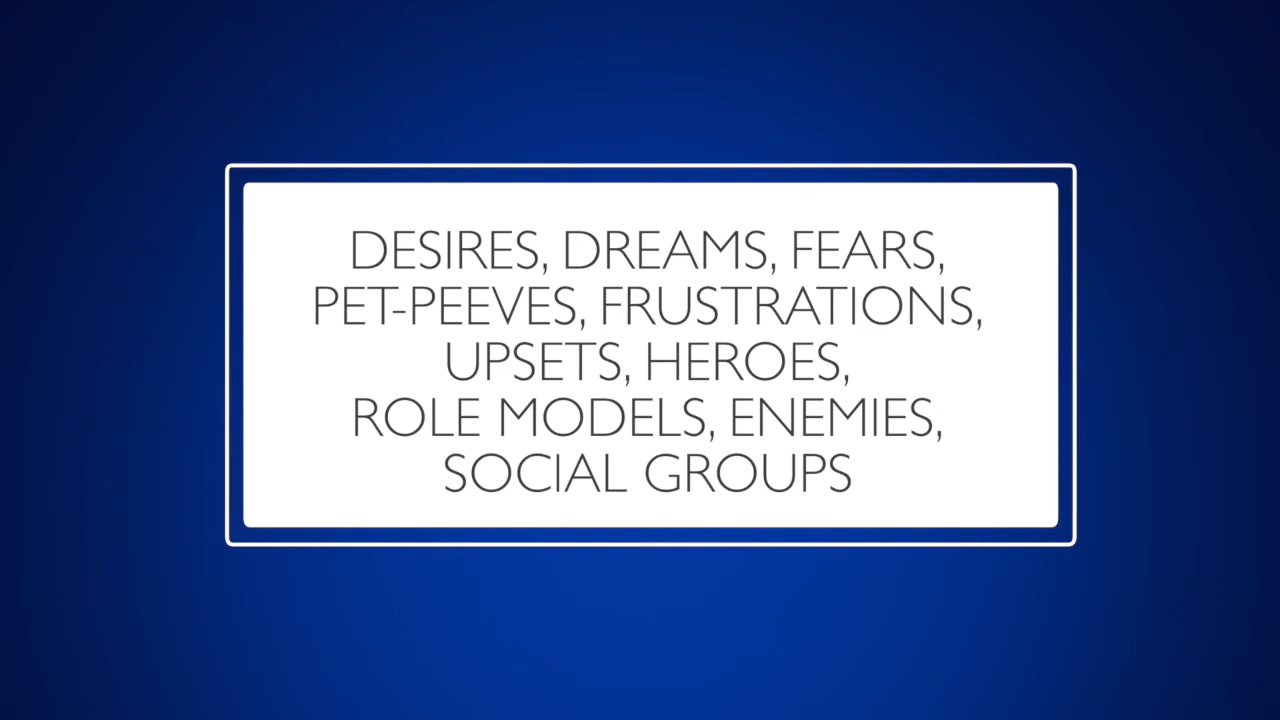 DESIRES, DREAMS, FEARS,
PET-PEEVES, FRUSTRATIONS,
UPSETS, HEROES,
ROLE MODELS, ENEMIES,
SOCIAL GROUPS